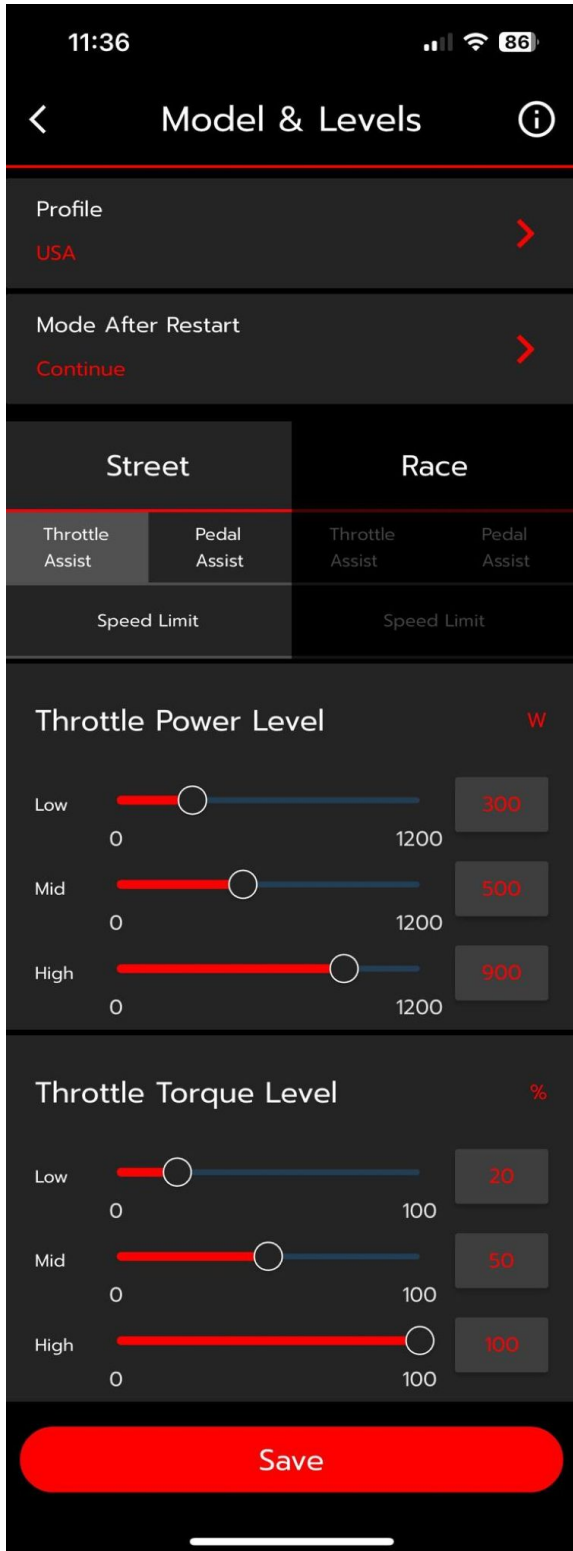 11:36
86
Model & Levels
Profile
USA
Mode After Restart
Continue
Street
Race
Throttle Assist
Pedal Assist
Throttle Assist
Pedal Assist
Speed Limit
Speed Limit
Throttle Power Level
W
Low
300
0
1200
Mid
500
0
1200
High
900
0
1200
Throttle Torque Level
%
Low
20
0
100
Mid
50
0
100
High
100
0
100
Save